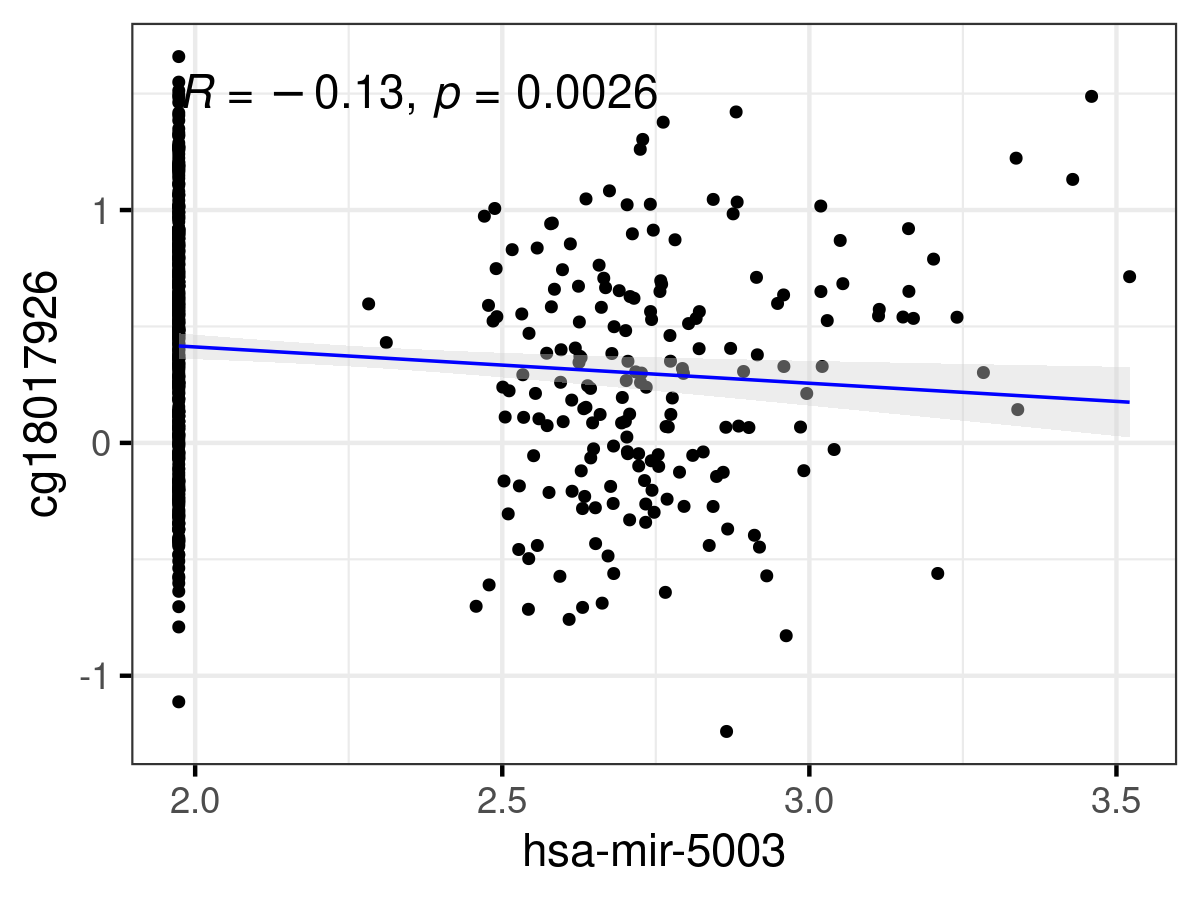 R = −0.13, p = 0.0026
1
0
-1
cg18017926
2.0 2.5 3.0 3.5
hsa-mir-5003